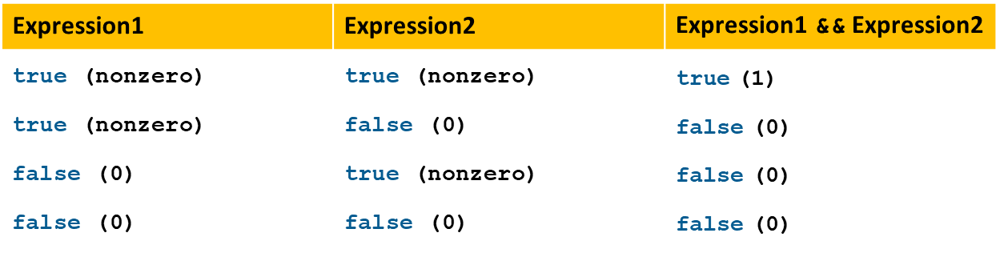 Expression1 Expression2 Expression1 && Expression2
true (nonzero) true (nonzero) true (1)
true (nonzero) false (0) false (0)
false (0) true (nonzero) false (0)
false (0) false (0) false (0)